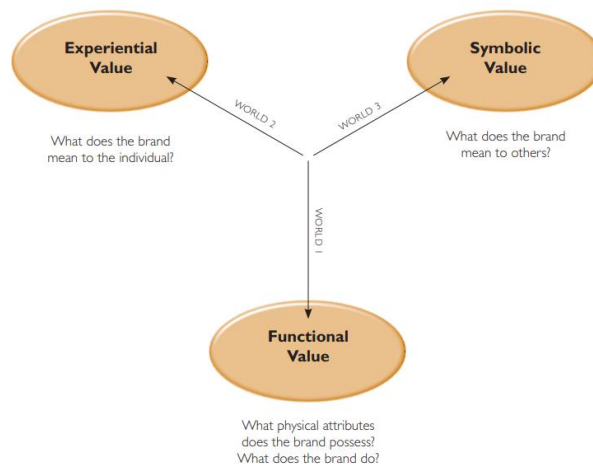 Experiential
Value
Symbolic
Value
WORLD 2
WORLD 3
What does the brand
mean to the individual?
What does the brand
mean to others?
WORLD 1
Functional
Value
What physical attributes
does the brand possess?
What does the brand do?